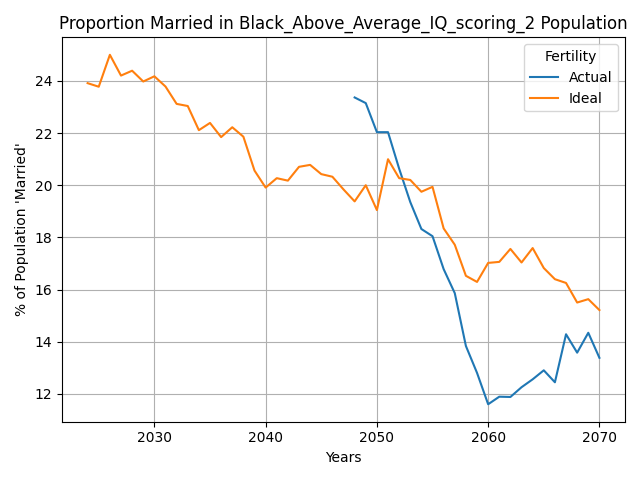 Proportion Married in Black_Above_Average_IQ_scoring_2 Population
Fertility
Actual
Ideal
% of Population 'Married'
24
22
20
18
16
14
12
2030
2040
2050
2060
2070
Years